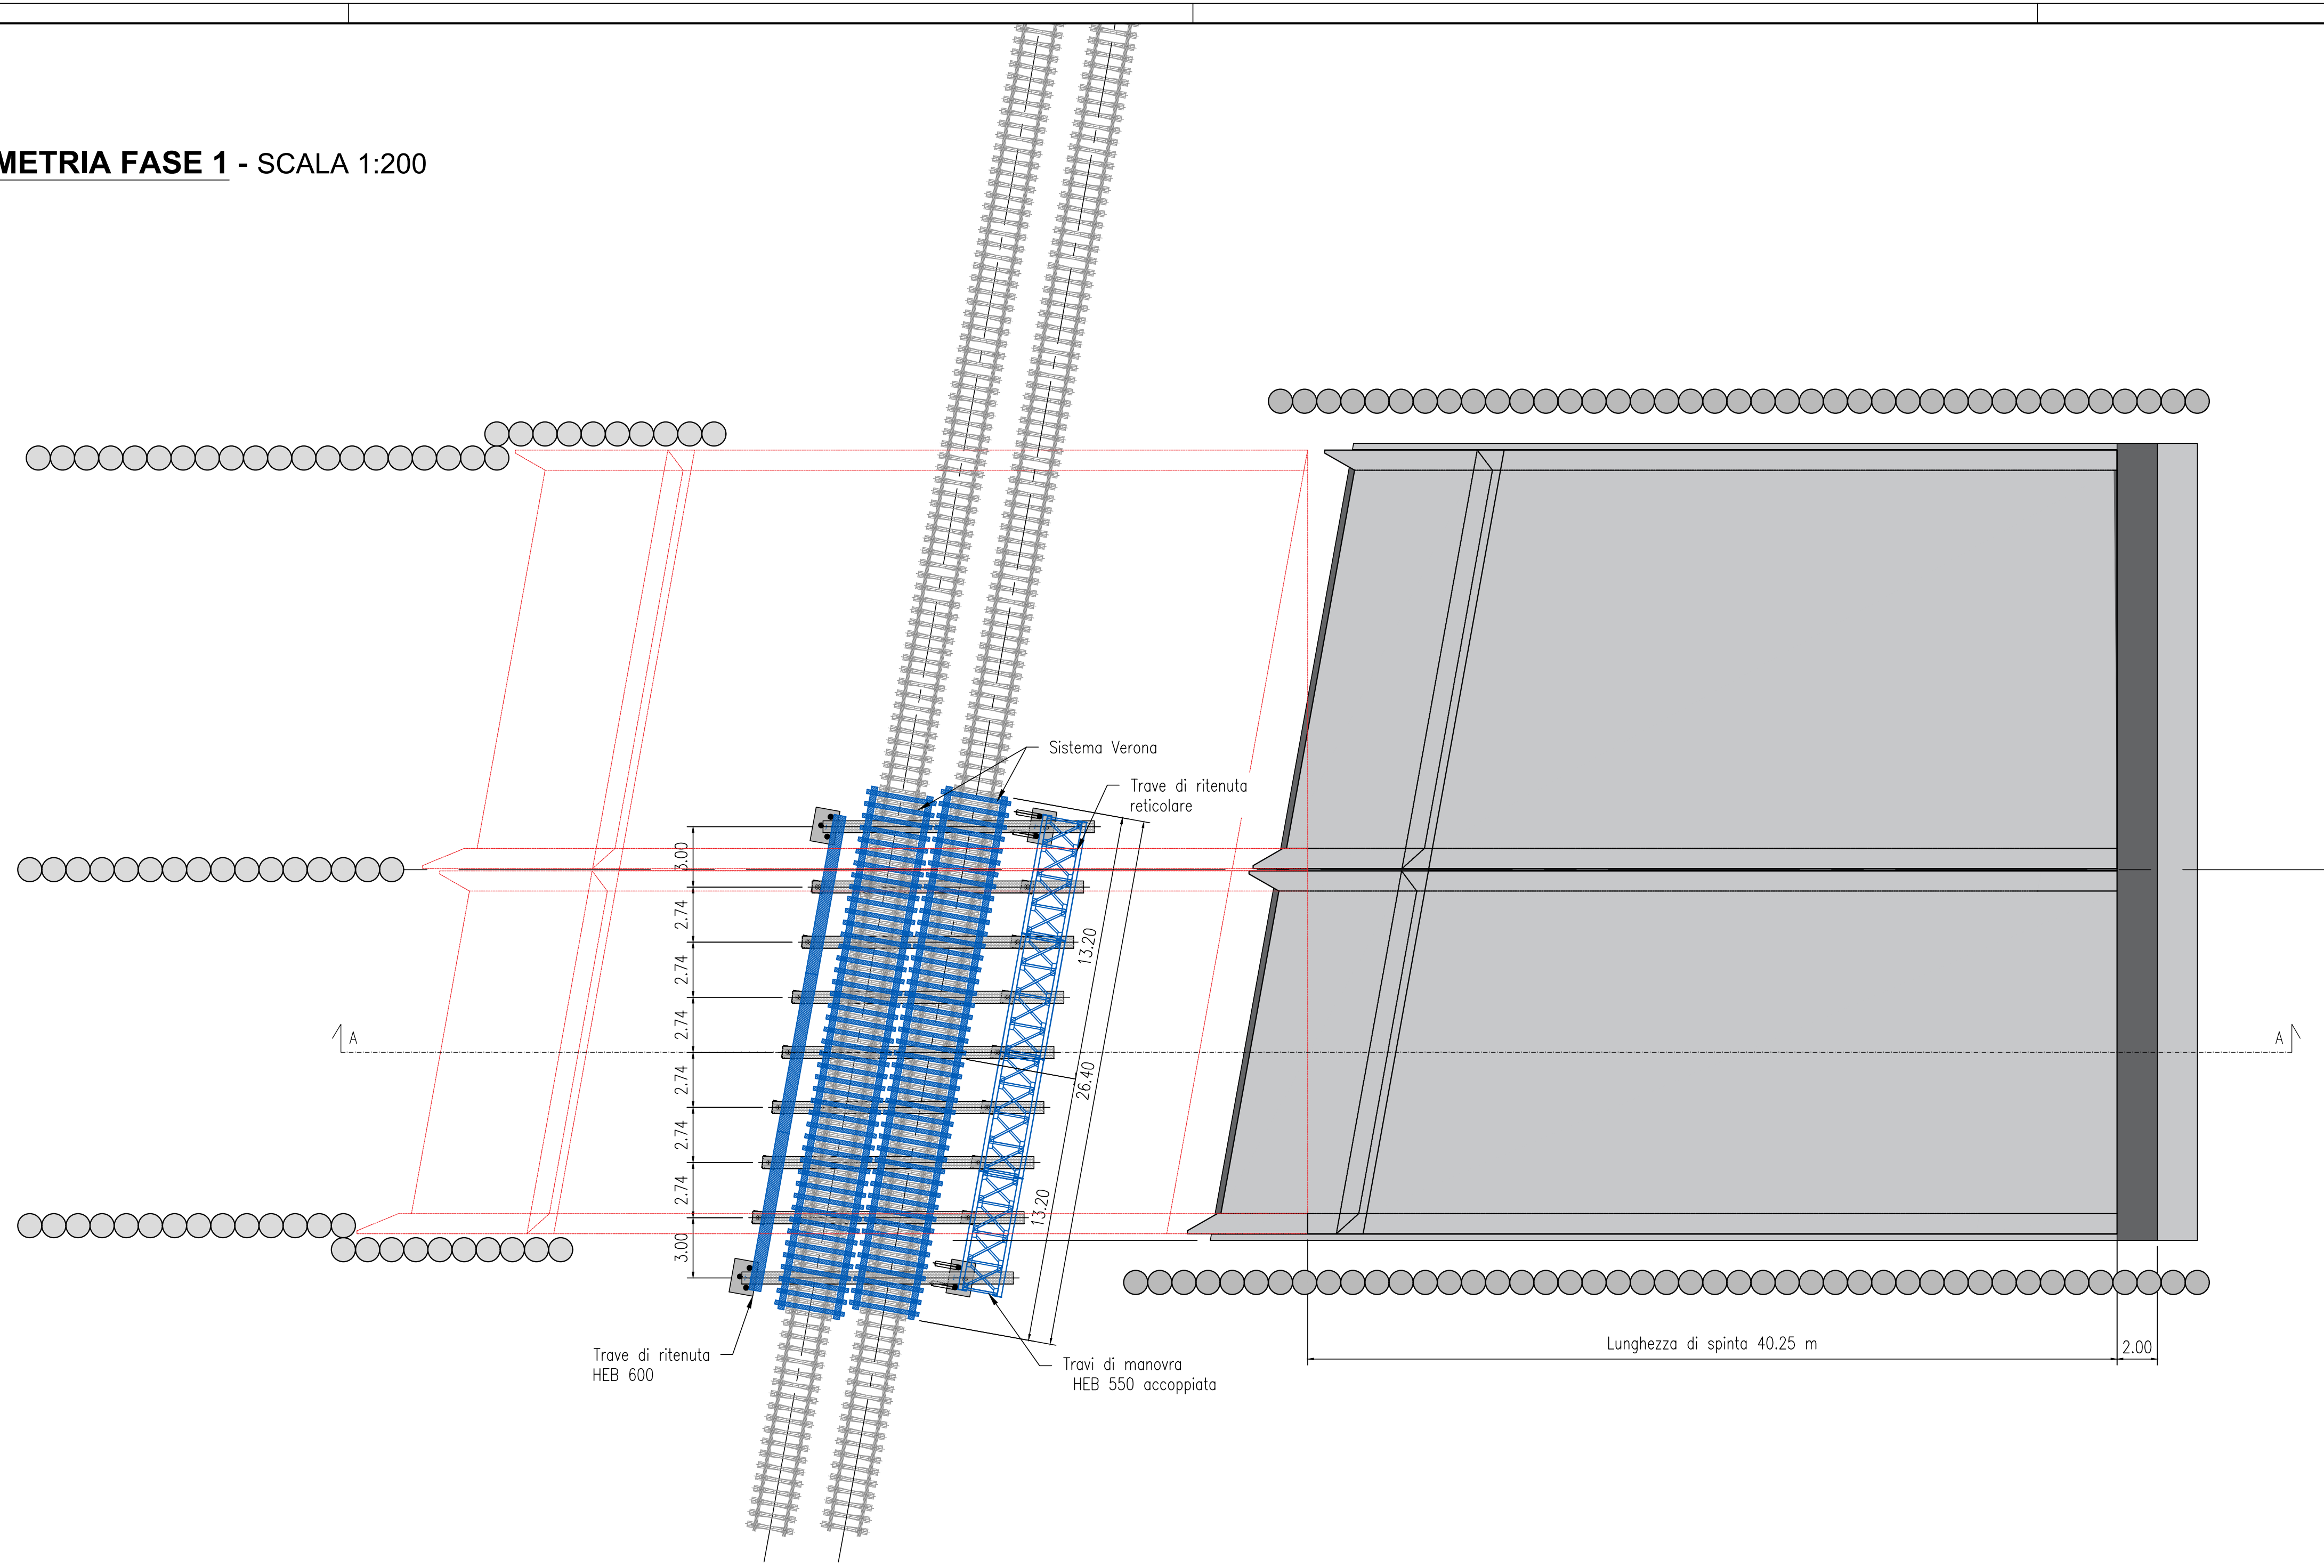 METRIA FASE 1 - SCALA 1:200
Sistema Verona
Trave di ritenuta
reticolare
3.00
2.74
2.74
2.74
2.74
2.74
2.74
3.00
13.20
26.40
13.20
A
A
Trave di ritenuta
HEB 600
Travi di manovra
HEB 550 accoppiata
Lunghezza di spinta 40.25 m
2.00